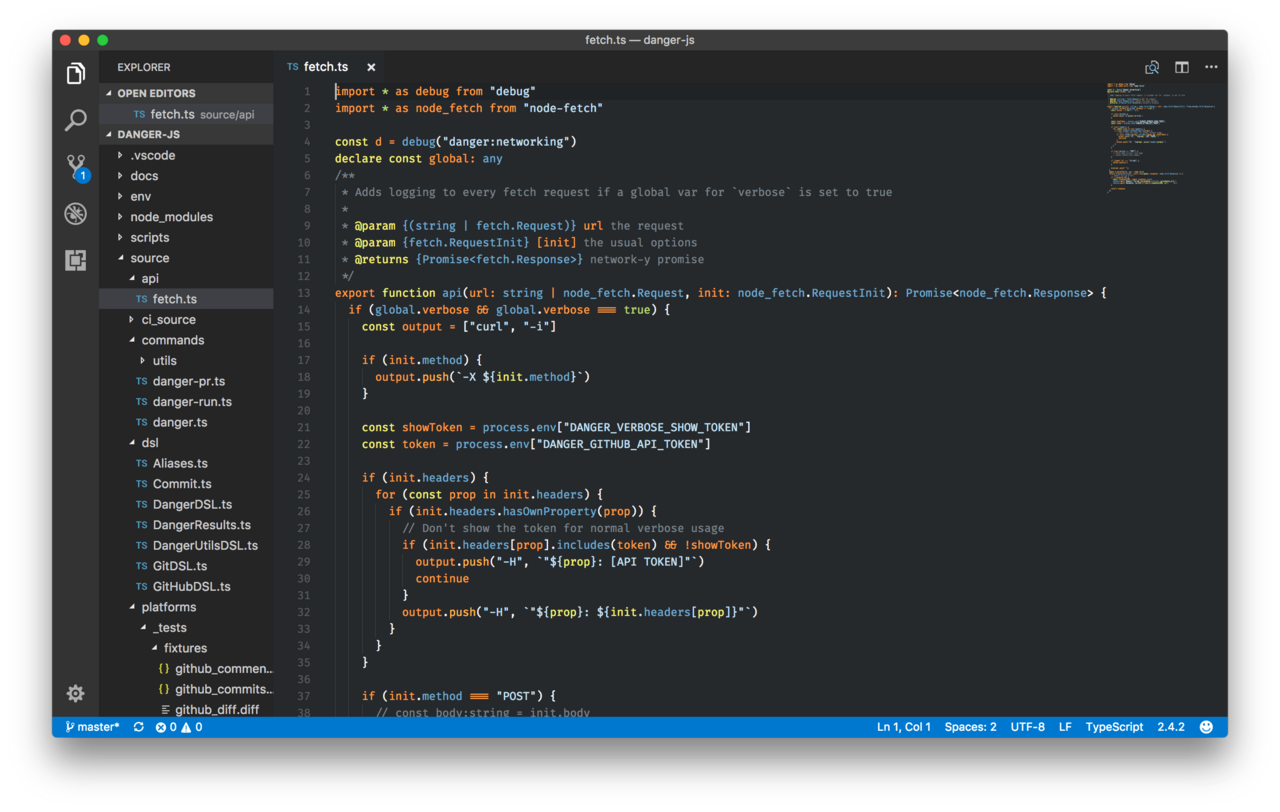 fetch.ts — danger-js
EXPLORER
OPEN EDITORS
TS fetch.ts source/api
DANGER-JS
.vscode
docs
env
node_modules
scripts
source
api
TS fetch.ts
ci_source
commands
utils
TS danger-pr.ts
TS danger-run.ts
TS danger.ts
dsl
TS Aliases.ts
TS Commit.ts
TS DangerDSL.ts
TS DangerResults.ts
TS DangerUtilsDSL.ts
TS GitDSL.ts
TS GitHubDSL.ts
platforms
_tests
fixtures
{} github_commen...
{} github_commits...
github_diff.diff
1
TS fetch.ts ×
1 import * as debug from "debug"
2 import * as node_fetch from "node-fetch"
3
4 const d = debug("danger:networking")
5 declare const global: any
6 /**
7  * Adds logging to every fetch request if a global var for `verbose` is set to true
8  *
9  * @param {(string | fetch.Request)} url the request
10  * @param {fetch.RequestInit} [init] the usual options
11  * @returns {Promise<fetch.Response>} network-y promise
12  */
13 export function api(url: string | node_fetch.Request, init: node_fetch.RequestInit): Promise<node_fetch.Response> {
14   if (global.verbose && global.verbose === true) {
15     const output = ["curl", "-i"]
16
17     if (init.method) {
18       output.push(`-X ${init.method}`)
19     }
20
21     const showToken = process.env["DANGER_VERBOSE_SHOW_TOKEN"]
22     const token = process.env["DANGER_GITHUB_API_TOKEN"]
23
24     if (init.headers) {
25       for (const prop in init.headers) {
26         if (init.headers.hasOwnProperty(prop)) {
27           // Don't show the token for normal verbose usage
28           if (init.headers[prop].includes(token) && !showToken) {
29             output.push("-H", `"${prop}: [API TOKEN]"`)
30             continue
31           }
32           output.push("-H", `"${prop}: ${init.headers[prop]}"`)
33         }
34       }
35     }
36
37     if (init.method === "POST") {
38       // const body:string = init.body
master* 0 0
Ln 1, Col 1 Spaces: 2 UTF-8 LF TypeScript 2.4.2